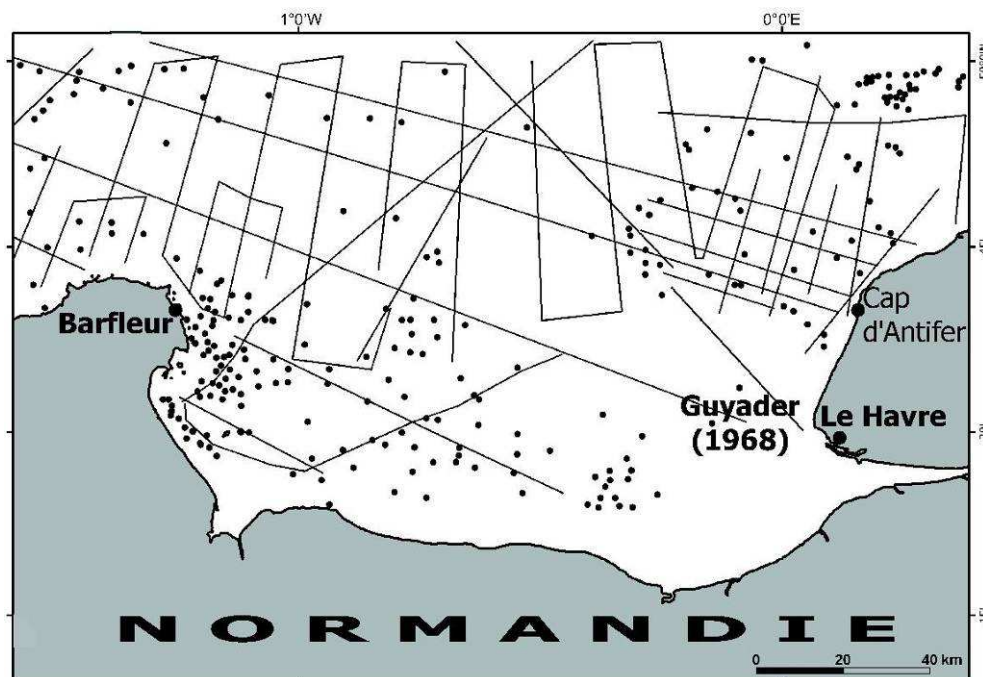 1°0'W 0°0'E
Barfleur
Cap
d'Antifer
Guyader
(1968)
Le Havre
NORMANDIE
0 20 40 km